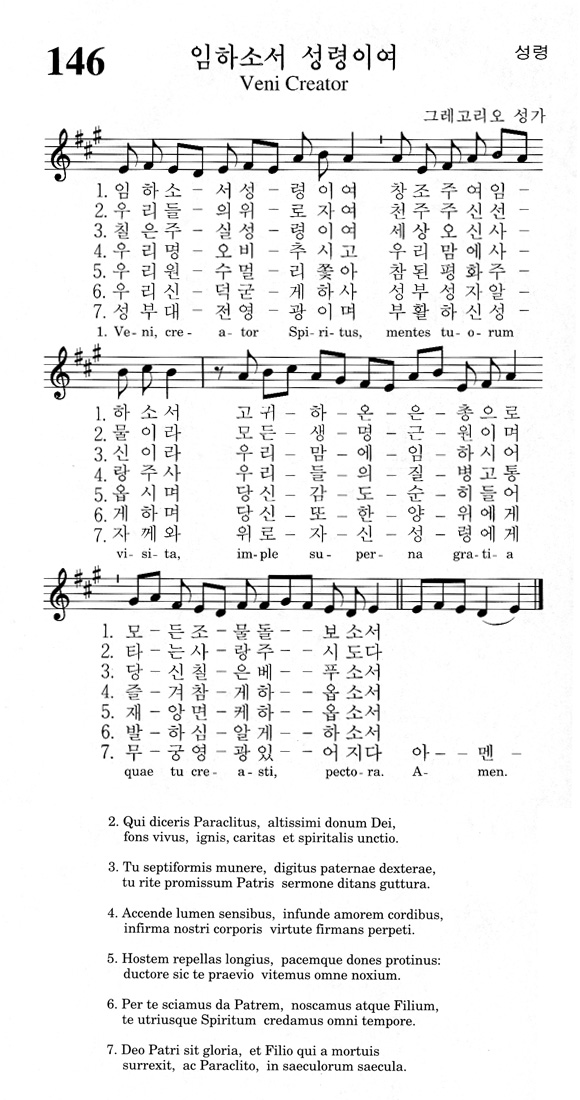 146
임하소서 성령이여
성령
Veni Creator
그레고리오 성가
1. 임 하 소 – 서 성 – 령 이 여 창 조 주 여 임 –
2. 우 리 들 – 의 위 – 로 자 여 천 주 주 신 선 –
3. 칠 은 주 – 실 성 – 령 이 여 세 상 오 신 사 –
4. 우 리 명 – 오 비 – 추 시 고 우 리 맘 에 사 –
5. 우 리 원 – 수 멀 – 리 쫓 아 참 된 평 화 주 –
6. 우 리 신 – 덕 굳 – 게 하 사 성 부 성 자 알 –
7. 성 부 대 – 전 영 – 광 이 며 부 활 하 신 성 –
1. Ve - ni, cre - a - tor Spi - ri - tus, mentes tu - o - rum
1. 하 소 서 고 귀 – 하 – 온 – 은 – 총 으 로
2. 물 이 라 모 든 – 생 – 명 – 근 – 원 이 며
3. 신 이 라 우 리 – 맘 – 에 – 임 – 하 시 어
4. 랑 주 사 우 리 – 들 – 의 – 질 – 병 고 통
5. 옵 시 며 당 신 – 감 – 도 – 순 – 히 들 어
6. 게 하 며 당 신 – 또 – 한 – 양 – 위 에 게
7. 자 께 와 위 로 – 자 – 신 – 성 – 령 에 게
vi - si - ta, im - ple su - per - na gra - ti - a
1. 모 – 든 조 – 물 돌 – – 보 소 서
2. 타 – 는 사 – 랑 주 – – 시 도 다
3. 당 – 신 칠 – 은 베 – – 푸 소 서
4. 즐 – 겨 참 – 게 하 – – 옵 소 서
5. 재 – 앙 면 – 케 하 – – 옵 소 서
6. 발 – 하 심 – 알 게 – – 하 소 서
7. 무 – 궁 영 – 광 있 – – 어 지 다 아 – – 멘 –
quae tu cre - a - sti, pecto - ra. A - men.
2. Qui diceris Paraclitus, altissimi donum Dei,
fons vivus, ignis, caritas et spiritalis unctio.
3. Tu septiformis munere, digitus paternae dexterae,
tu rite promissum Patris sermone ditans guttura.
4. Accende lumen sensibus, infunde amorem cordibus,
infirma nostri corporis virtute firmans perpeti.
5. Hostem repellas longius, pacemque dones protinus:
ductore sic te praevio vitemus omne noxium.
6. Per te sciamus da Patrem, noscamus atque Filium,
te utriusque Spiritum credamus omni tempore.
7. Deo Patri sit gloria, et Filio qui a mortuis
surrexit, ac Paraclito, in saeculorum saecula.